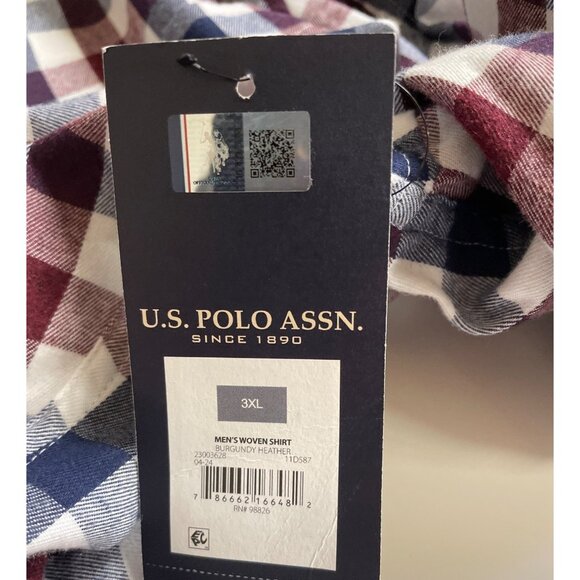 U.S. POLO ASSN.
SINCE 1890
3XL
MEN'S WOVEN SHIRT
BURGUNDY HEATHER
23003628 11D587
04-24
7 86662 16648 2
RN# 98826